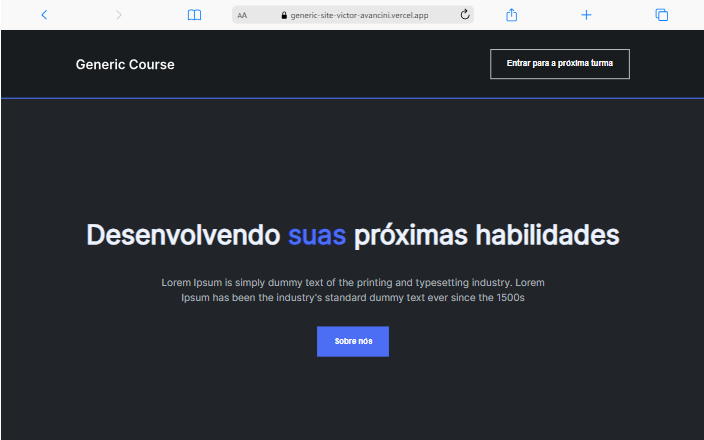 AA generic-site-victor-avancini.vercel.app
Generic Course
Entrar para a próxima turma
Desenvolvendo suas próximas habilidades
Lorem Ipsum is simply dummy text of the printing and typesetting industry. Lorem
Ipsum has been the industry's standard dummy text ever since the 1500s
Sobre nós